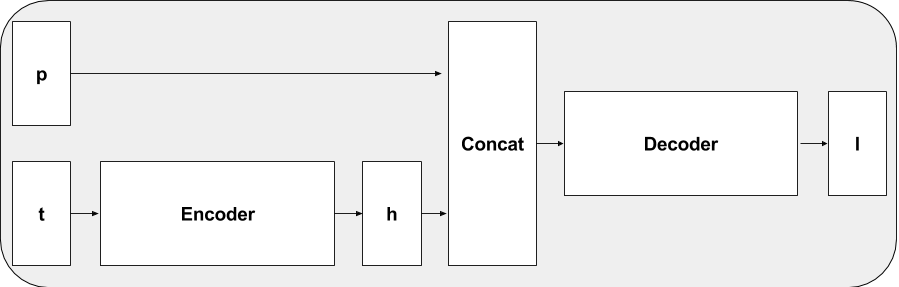 p
Concat
Decoder
l
t
Encoder
h